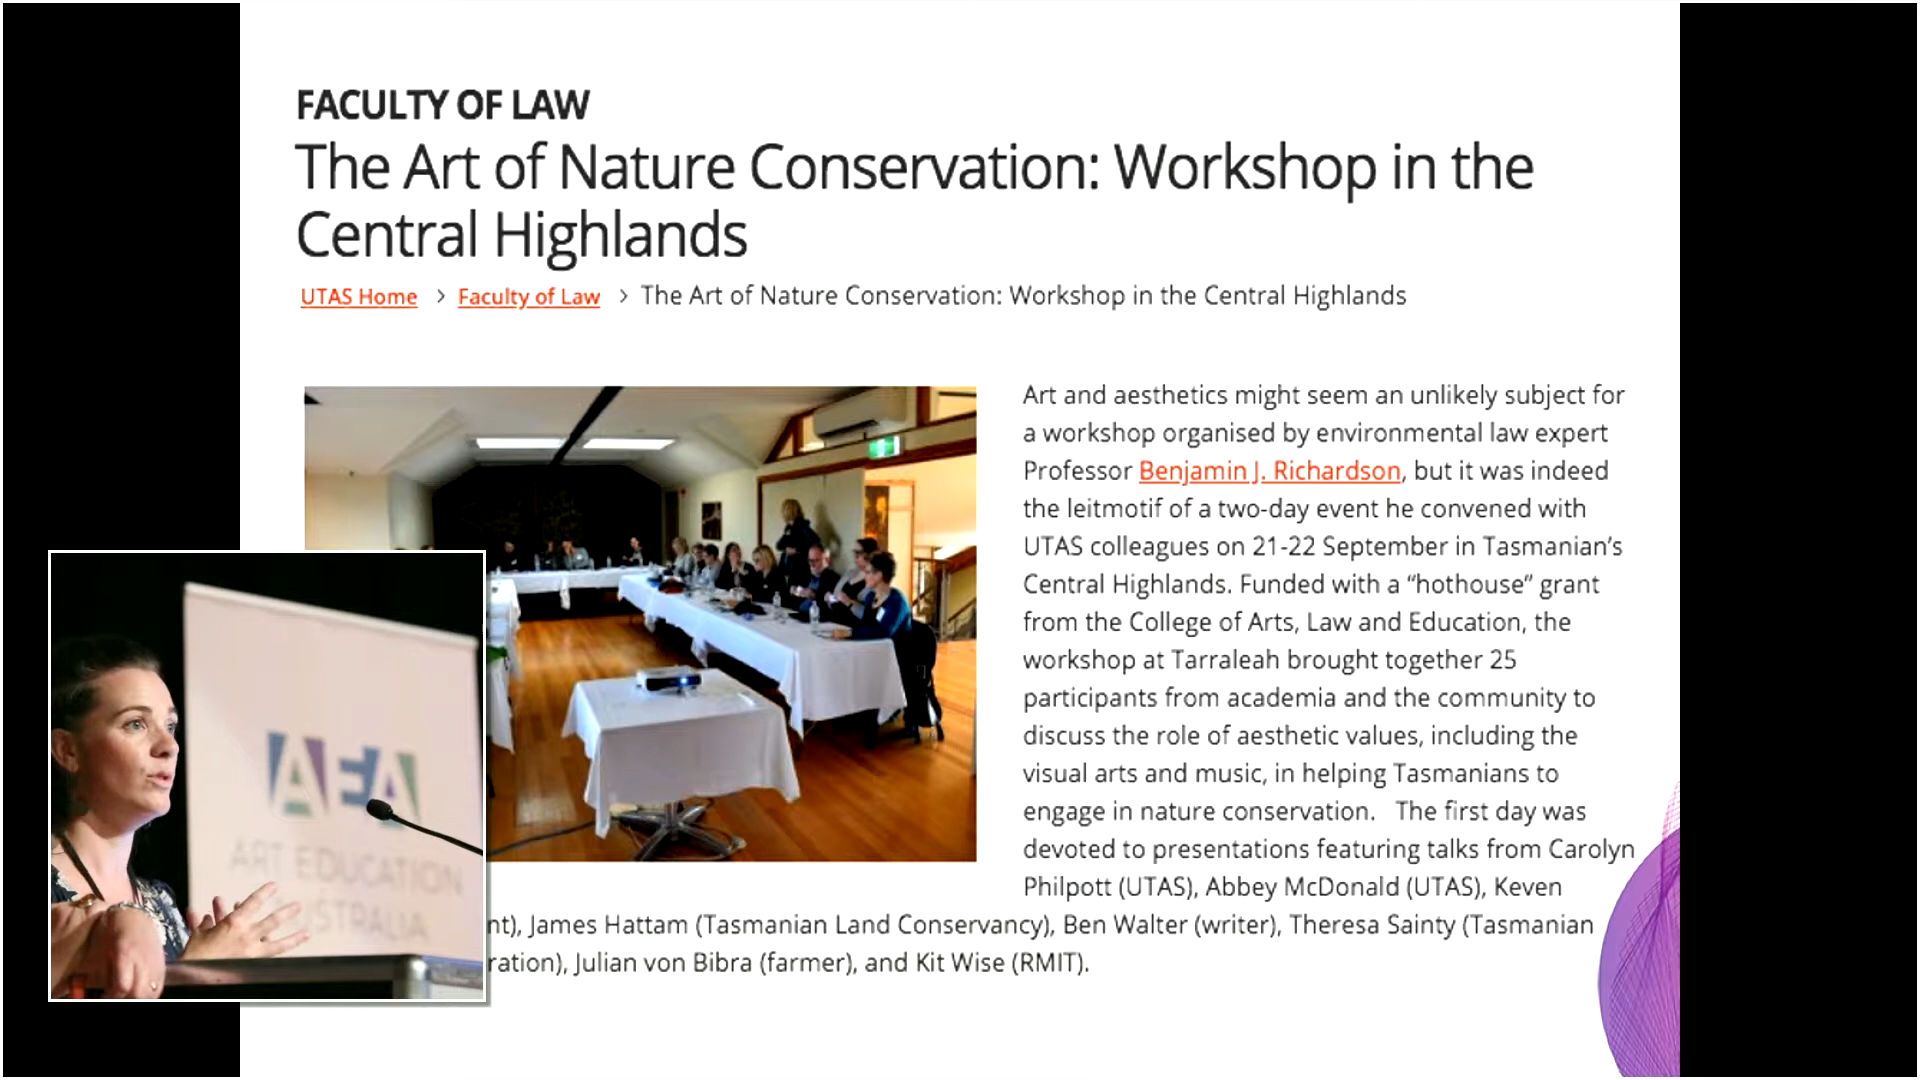 FACULTY OF LAW
The Art of Nature Conservation: Workshop in the
Central Highlands
UTAS Home > Faculty of Law > The Art of Nature Conservation: Workshop in the Central Highlands
Art and aesthetics might seem an unlikely subject for
a workshop organised by environmental law expert
Professor Benjamin J. Richardson, but it was indeed
the leitmotif of a two-day event he convened with
UTAS colleagues on 21-22 September in Tasmanian’s
Central Highlands. Funded with a “hothouse” grant
from the College of Arts, Law and Education, the
workshop at Tarraleah brought together 25
participants from academia and the community to
discuss the role of aesthetic values, including the
visual arts and music, in helping Tasmanians to
engage in nature conservation. The first day was
devoted to presentations featuring talks from Carolyn
Philpott (UTAS), Abbey McDonald (UTAS), Keven
nt), James Hattam (Tasmanian Land Conservancy), Ben Walter (writer), Theresa Sainty (Tasmanian
ration), Julian von Bibra (farmer), and Kit Wise (RMIT).
AEA
ART EDUCATION
AUSTRALIA